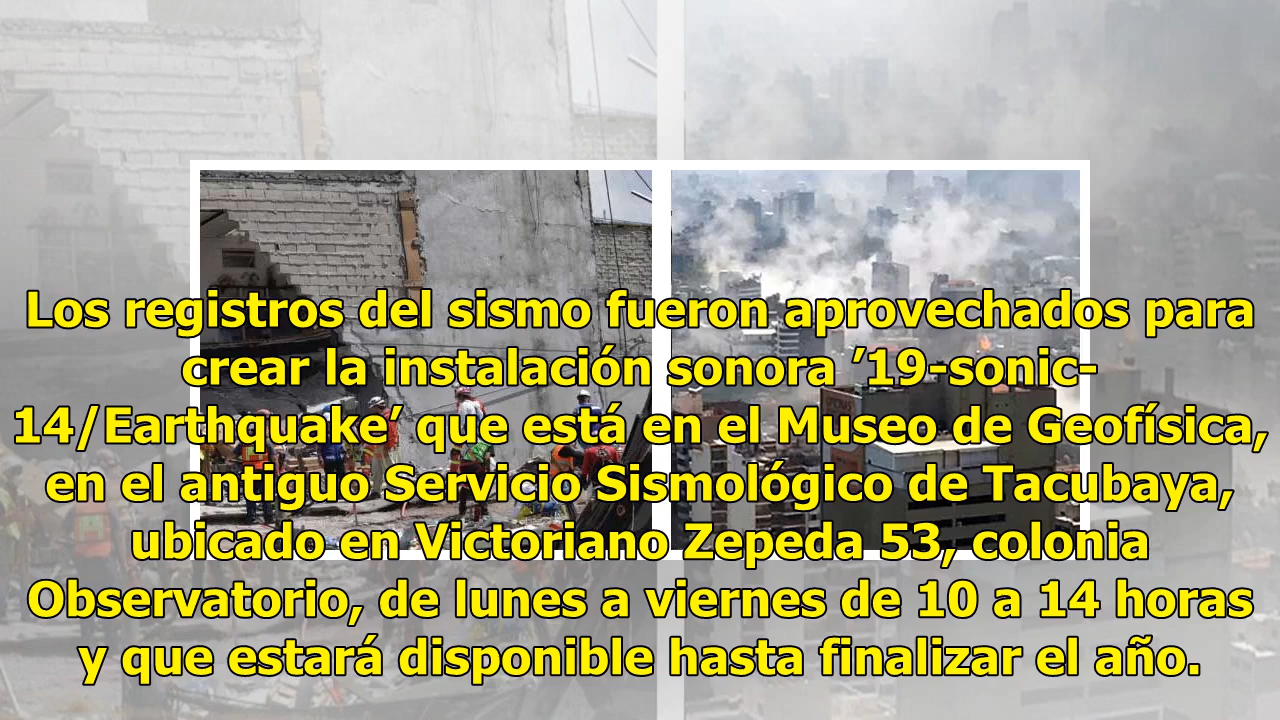 Los registros del sismo fueron aprovechados para
crear la instalación sonora ’19-sonic-
14/Earthquake’ que está en el Museo de Geofísica,
en el antiguo Servicio Sismológico de Tacubaya,
ubicado en Victoriano Zepeda 53, colonia
Observatorio, de lunes a viernes de 10 a 14 horas
y que estará disponible hasta finalizar el año.